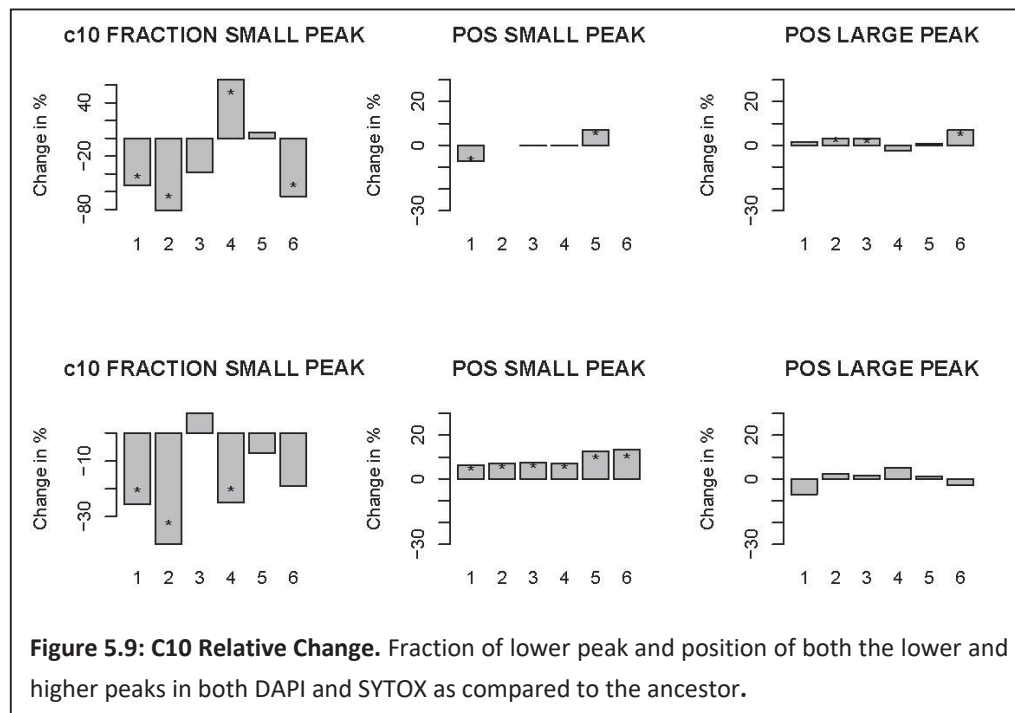 c10 FRACTION SMALL PEAK
POS SMALL PEAK
POS LARGE PEAK
Change in %
40
-20
-80
* * * *
1 2 3 4 5 6
Change in %
20
0
-30
* *
1 2 3 4 5 6
Change in %
20
0
-30
* * *
1 2 3 4 5 6
c10 FRACTION SMALL PEAK
POS SMALL PEAK
POS LARGE PEAK
Change in %
-10
-30
* * *
1 2 3 4 5 6
Change in %
20
0
-30
* * * * * *
1 2 3 4 5 6
Change in %
20
0
-30
1 2 3 4 5 6
Figure 5.9: C10 Relative Change. Fraction of lower peak and position of both the lower and
higher peaks in both DAPI and SYTOX as compared to the ancestor.